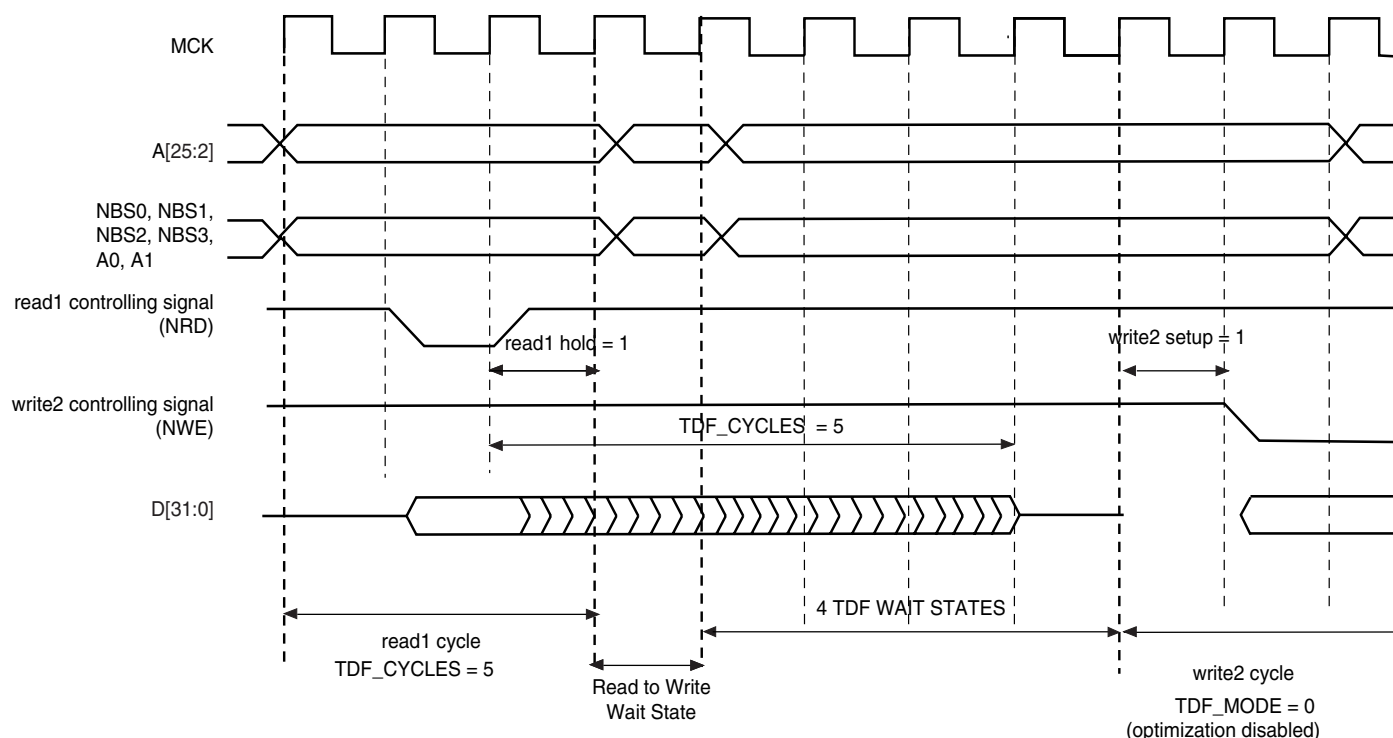 MCK
A[25:2]
NBS0, NBS1,
NBS2, NBS3,
A0, A1
read1 controlling signal
(NRD)
read1 hold = 1
write2 setup = 1
write2 controlling signal
(NWE)
TDF_CYCLES = 5
D[31:0]
4 TDF WAIT STATES
read1 cycle
TDF_CYCLES = 5
Read to Write
Wait State
write2 cycle
TDF_MODE = 0
(optimization disabled)